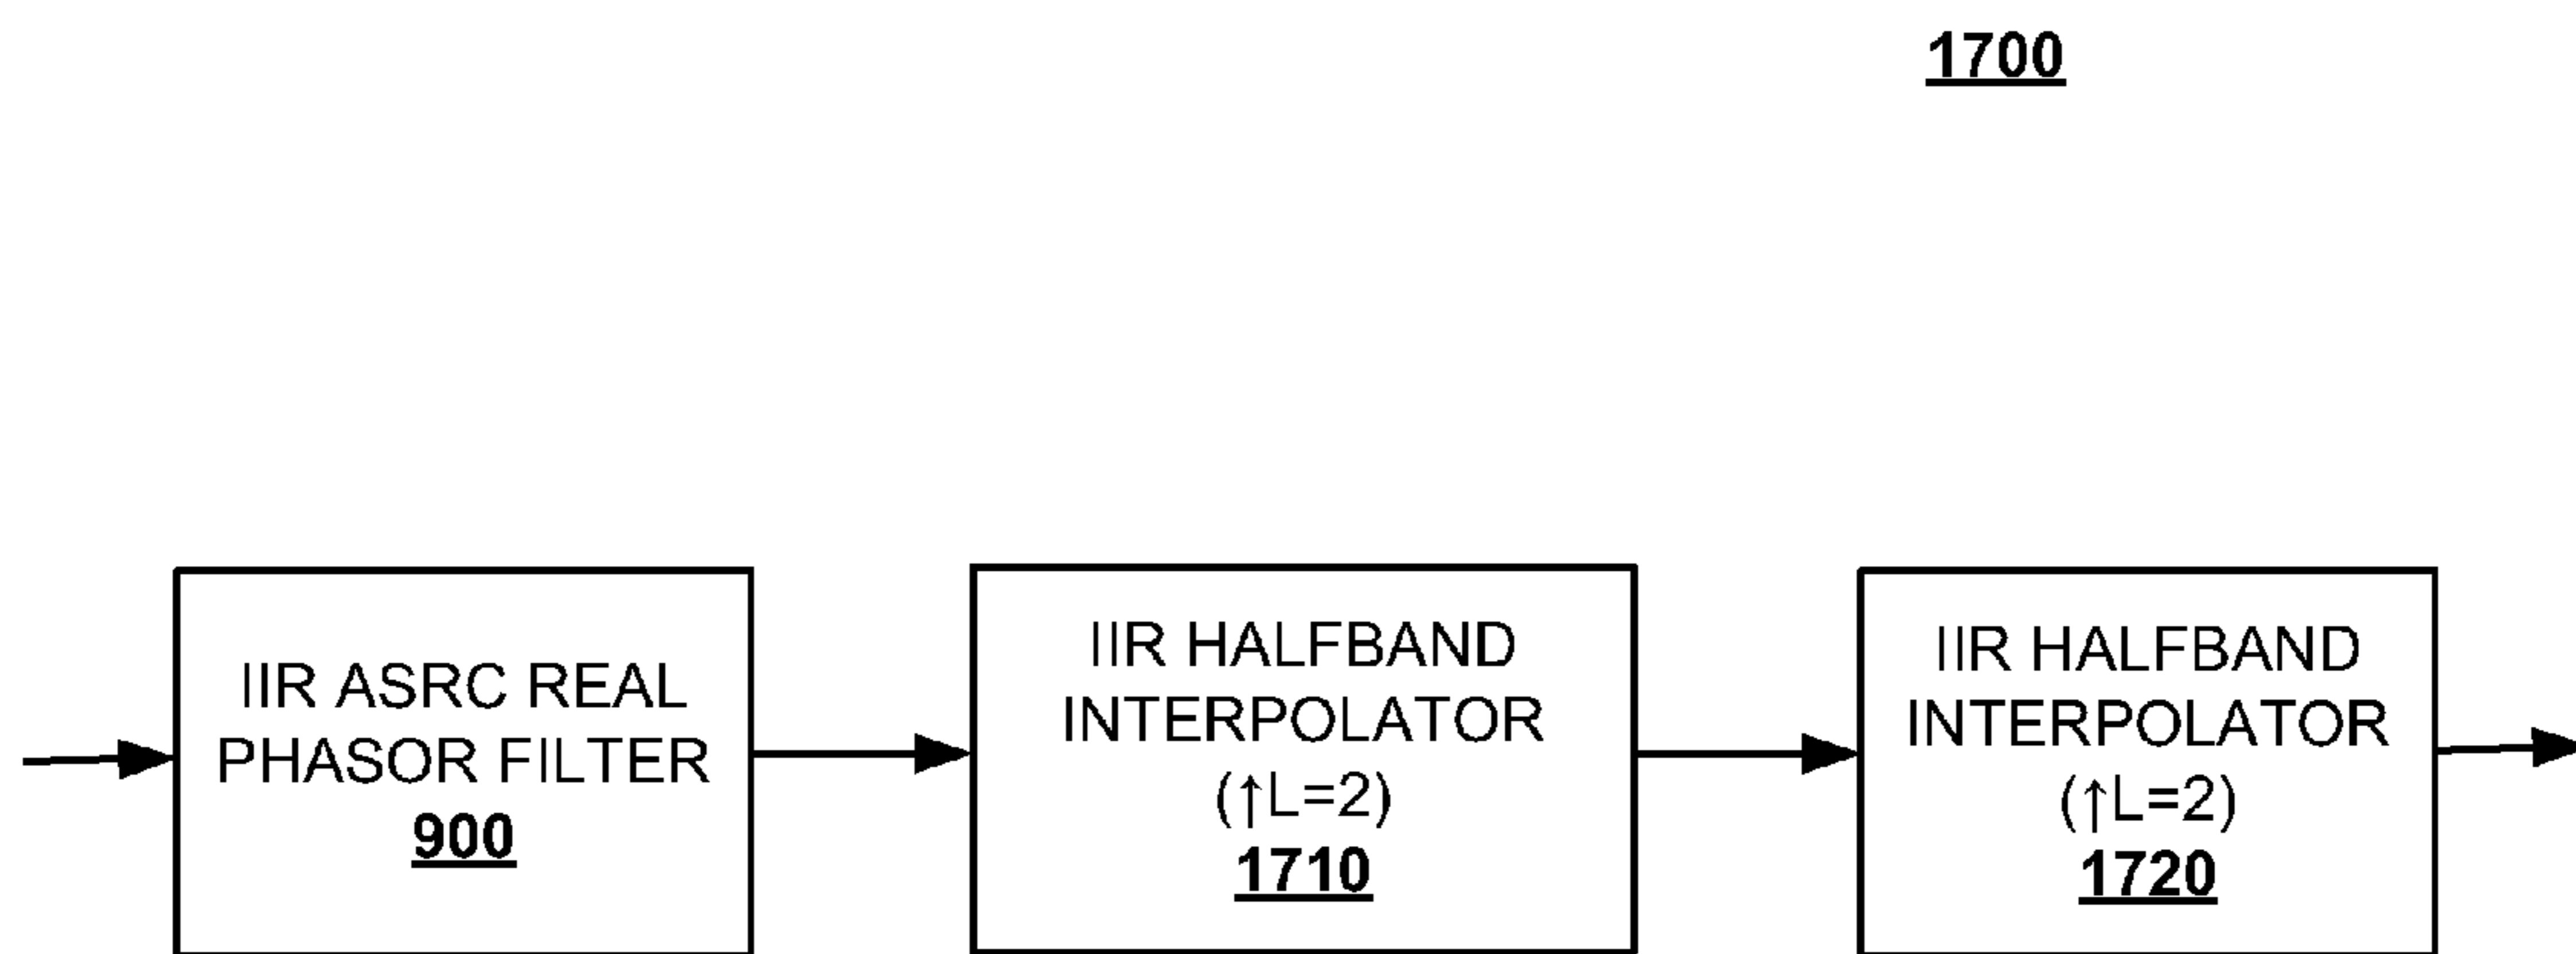 1700
IIR ASRC REAL
PHASOR FILTER
900
IIR HALFBAND
INTERPOLATOR
(↑L=2)
1710
IIR HALFBAND
INTERPOLATOR
(↑L=2)
1720